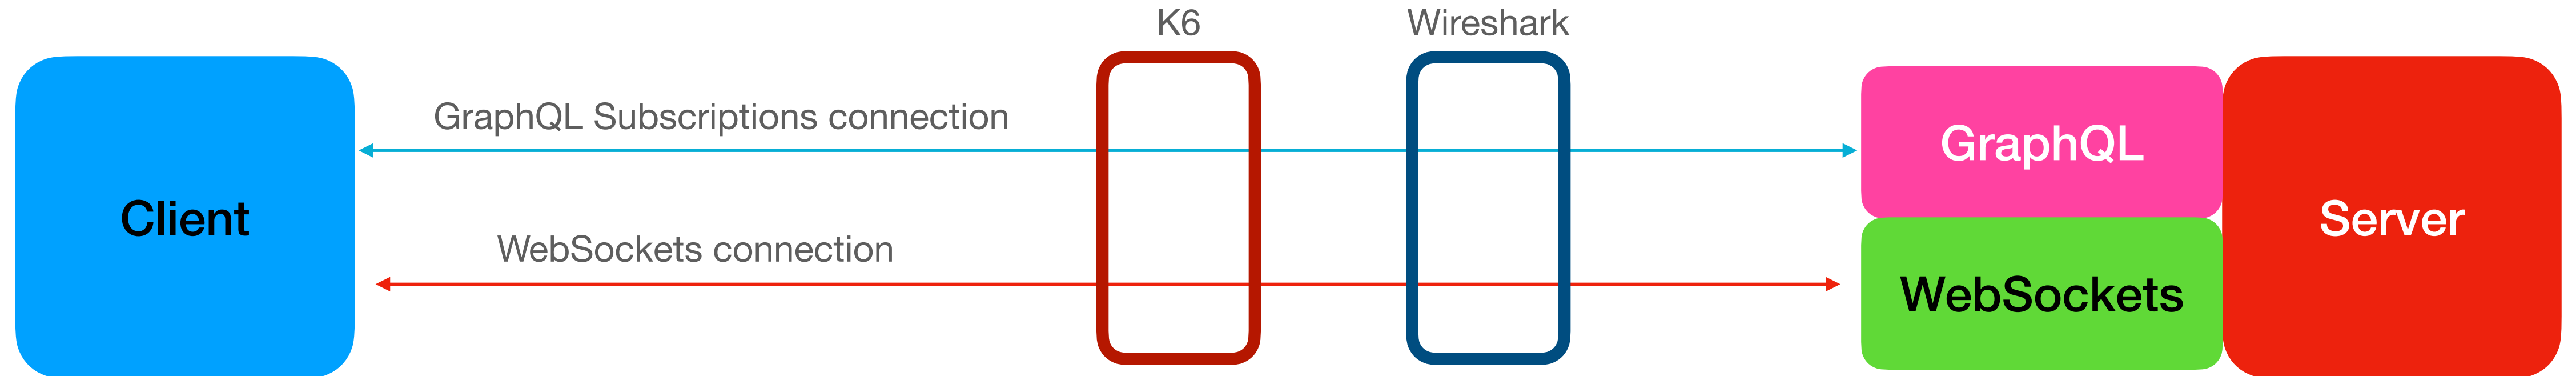 K6
Wireshark
GraphQL Subscriptions connection
GraphQL
Client
Server
WebSockets connection
WebSockets